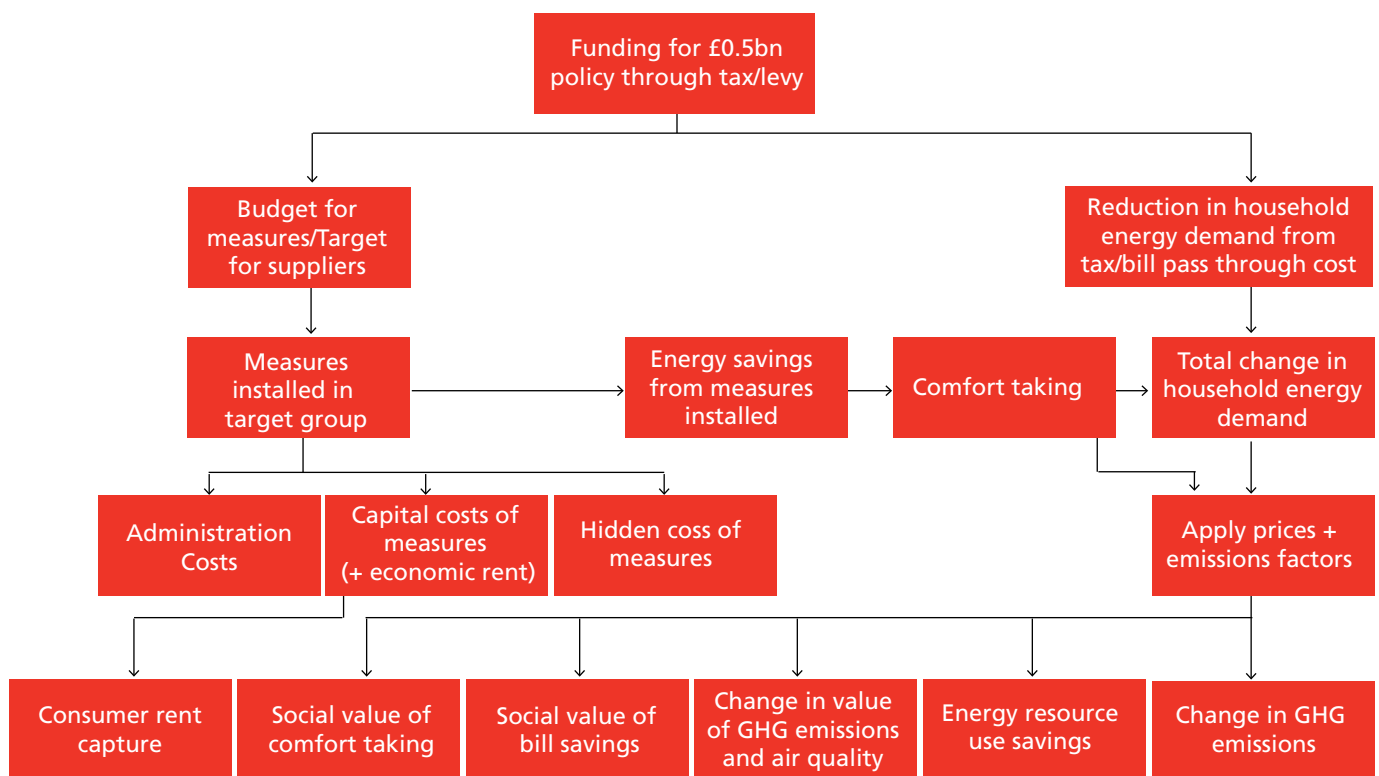 Funding for £0.5bn
policy through tax/levy
Budget for
measures/Target
for suppliers
Reduction in household
energy demand from
tax/bill pass through cost
Measures
installed in
target group
Energy savings
from measures
installed
Comfort taking
Total change in
household energy
demand
Administration
Costs
Capital costs of
measures
(+ economic rent)
Hidden coss of
measures
Apply prices +
emissions factors
Consumer rent
capture
Social value of
comfort taking
Social value of
bill savings
Change in value
of GHG emissions
and air quality
Energy resource
use savings
Change in GHG
emissions